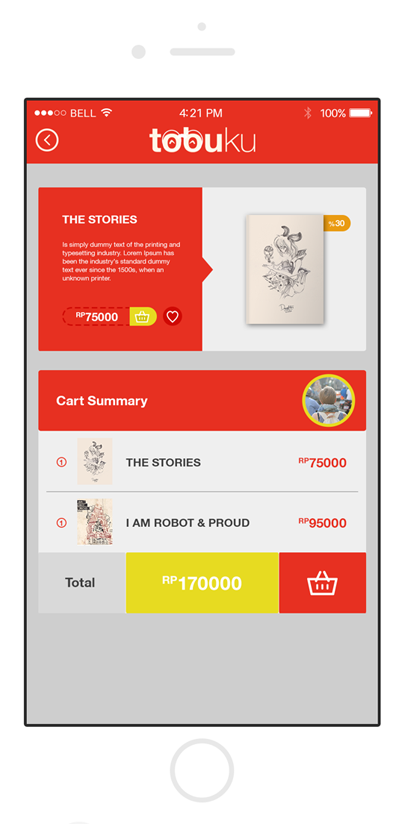 BELL
4:21 PM
100%
tobuku
THE STORIES
%30
Is simply dummy text of the printing and
typesetting industry. Lorem Ipsum has
been the industry's standard dummy
text ever since the 1500s, when an
unknown printer.
RP75000
Cart Summary
1 THE STORIES RP75000
1 I AM ROBOT & PROUD RP95000
Total RP170000